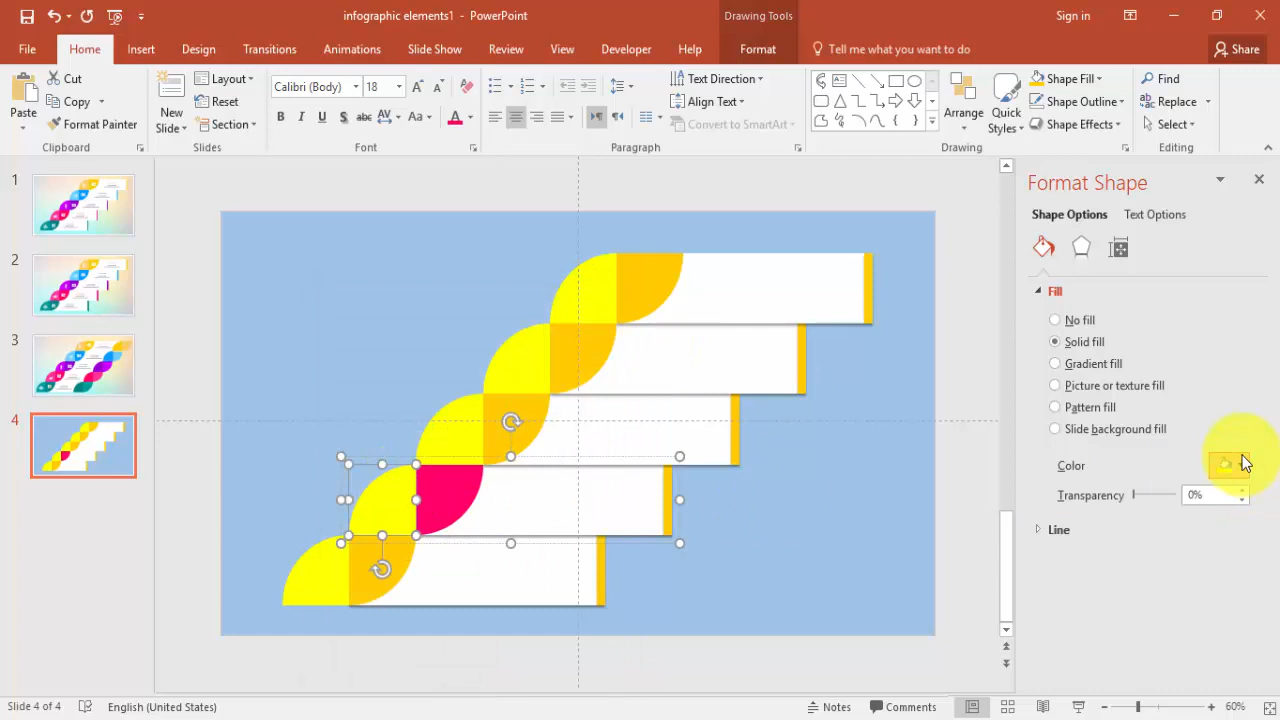 infographic elements1 - PowerPoint
Drawing Tools
Sign in
File
Home
Insert
Design
Transitions
Animations
Slide Show
Review
View
Developer
Help
Format
Tell me what you want to do
Share
Paste
Cut
Copy
Format Painter
Clipboard
New
Slide
Layout
Reset
Section
Slides
Calibri (Body)
18
B
I
U
S
abc
AV
Aa
A
Font
Text Direction
Align Text
Convert to SmartArt
Paragraph
Arrange
Quick
Styles
Shape Fill
Shape Outline
Shape Effects
Drawing
Find
Replace
Select
Editing
1
2
3
4
Format Shape
Shape Options
Text Options
Fill
No fill
Solid fill
Gradient fill
Picture or texture fill
Pattern fill
Slide background fill
Color
Transparency
0%
Line
Slide 4 of 4
English (United States)
Notes
Comments
60%